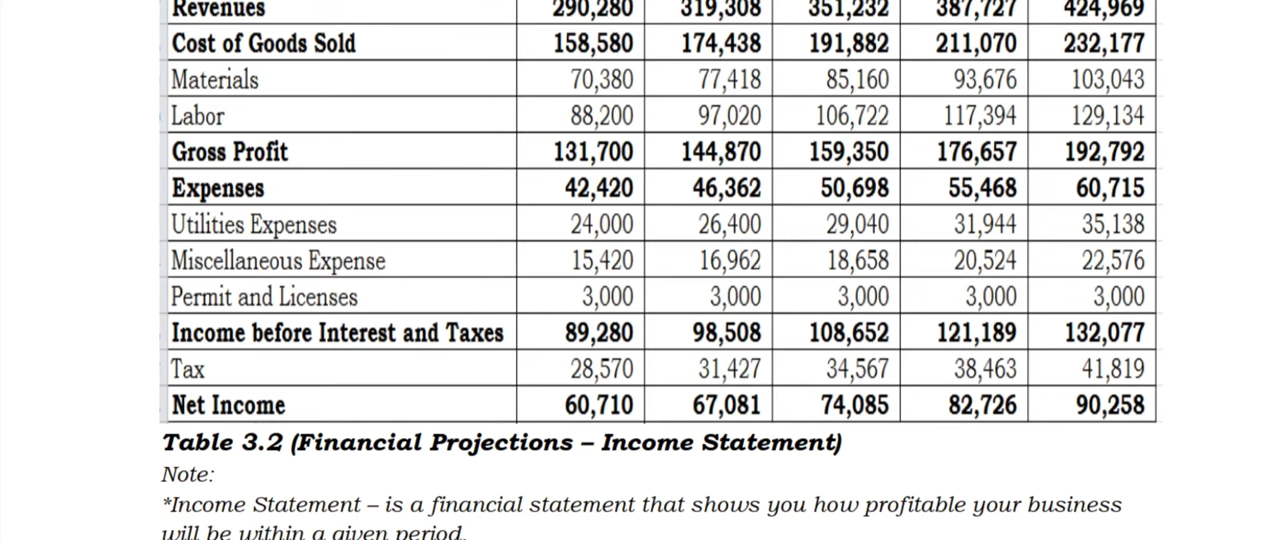 Revenues 290,280 319,308 351,232 387,727 424,969
Cost of Goods Sold 158,580 174,438 191,882 211,070 232,177
Materials 70,380 77,418 85,160 93,676 103,043
Labor 88,200 97,020 106,722 117,394 129,134
Gross Profit 131,700 144,870 159,350 176,657 192,792
Expenses 42,420 46,362 50,698 55,468 60,715
Utilities Expenses 24,000 26,400 29,040 31,944 35,138
Miscellaneous Expense 15,420 16,962 18,658 20,524 22,576
Permit and Licenses 3,000 3,000 3,000 3,000 3,000
Income before Interest and Taxes 89,280 98,508 108,652 121,189 132,077
Tax 28,570 31,427 34,567 38,463 41,819
Net Income 60,710 67,081 74,085 82,726 90,258
Table 3.2 (Financial Projections – Income Statement)
Note:
*Income Statement – is a financial statement that shows you how profitable your business
will be within a given period.